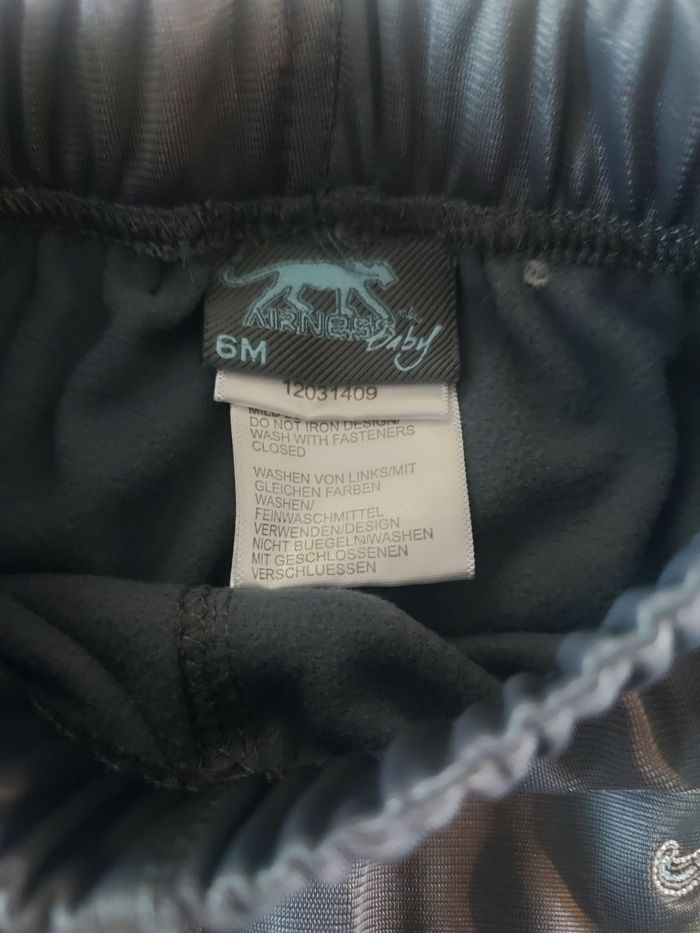 AIRNESS
Baby
6M
12031409
DO NOT IRON DESIGN/
WASH WITH FASTENERS
CLOSED
WASHEN VON LINKS/MIT
GLEICHEN FARBEN
WASHEN/
FEINWASCHMITTEL
VERWENDEN/DESIGN
NICHT BUEGELN/WASHEN
MIT GESCHLOSSENEN
VERSCHLUESSEN